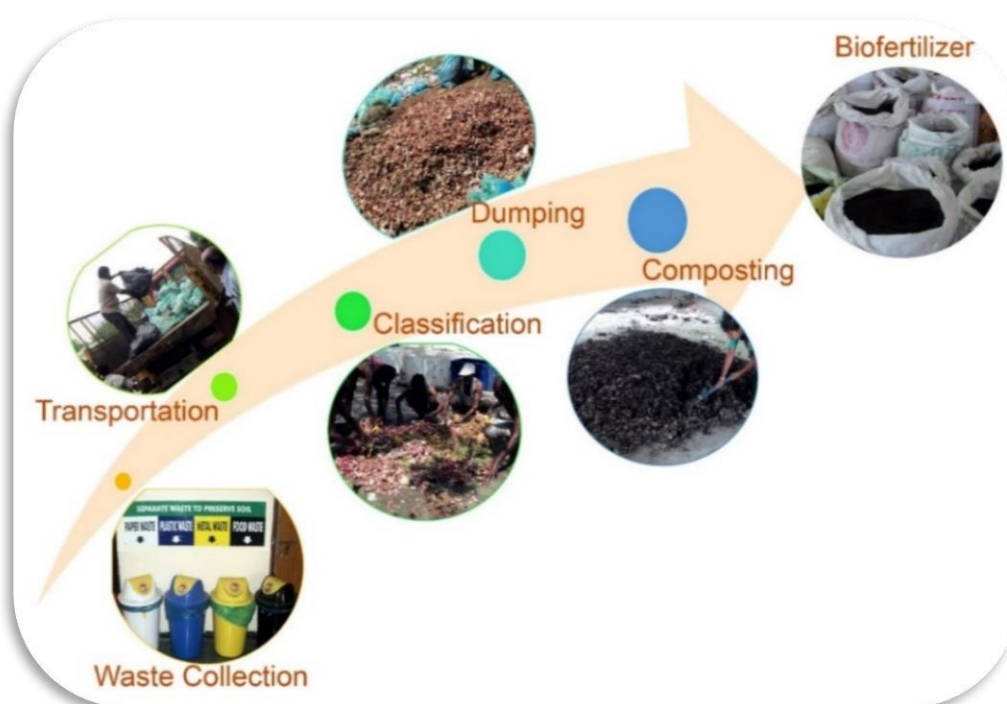 Biofertilizer
Dumping
Composting
Classification
Transportation
SEPARATE WASTE TO PRESERVE SOIL
PAPER WASTE
PLASTIC WASTE
METAL WASTE
FOOD WASTE
Waste Collection